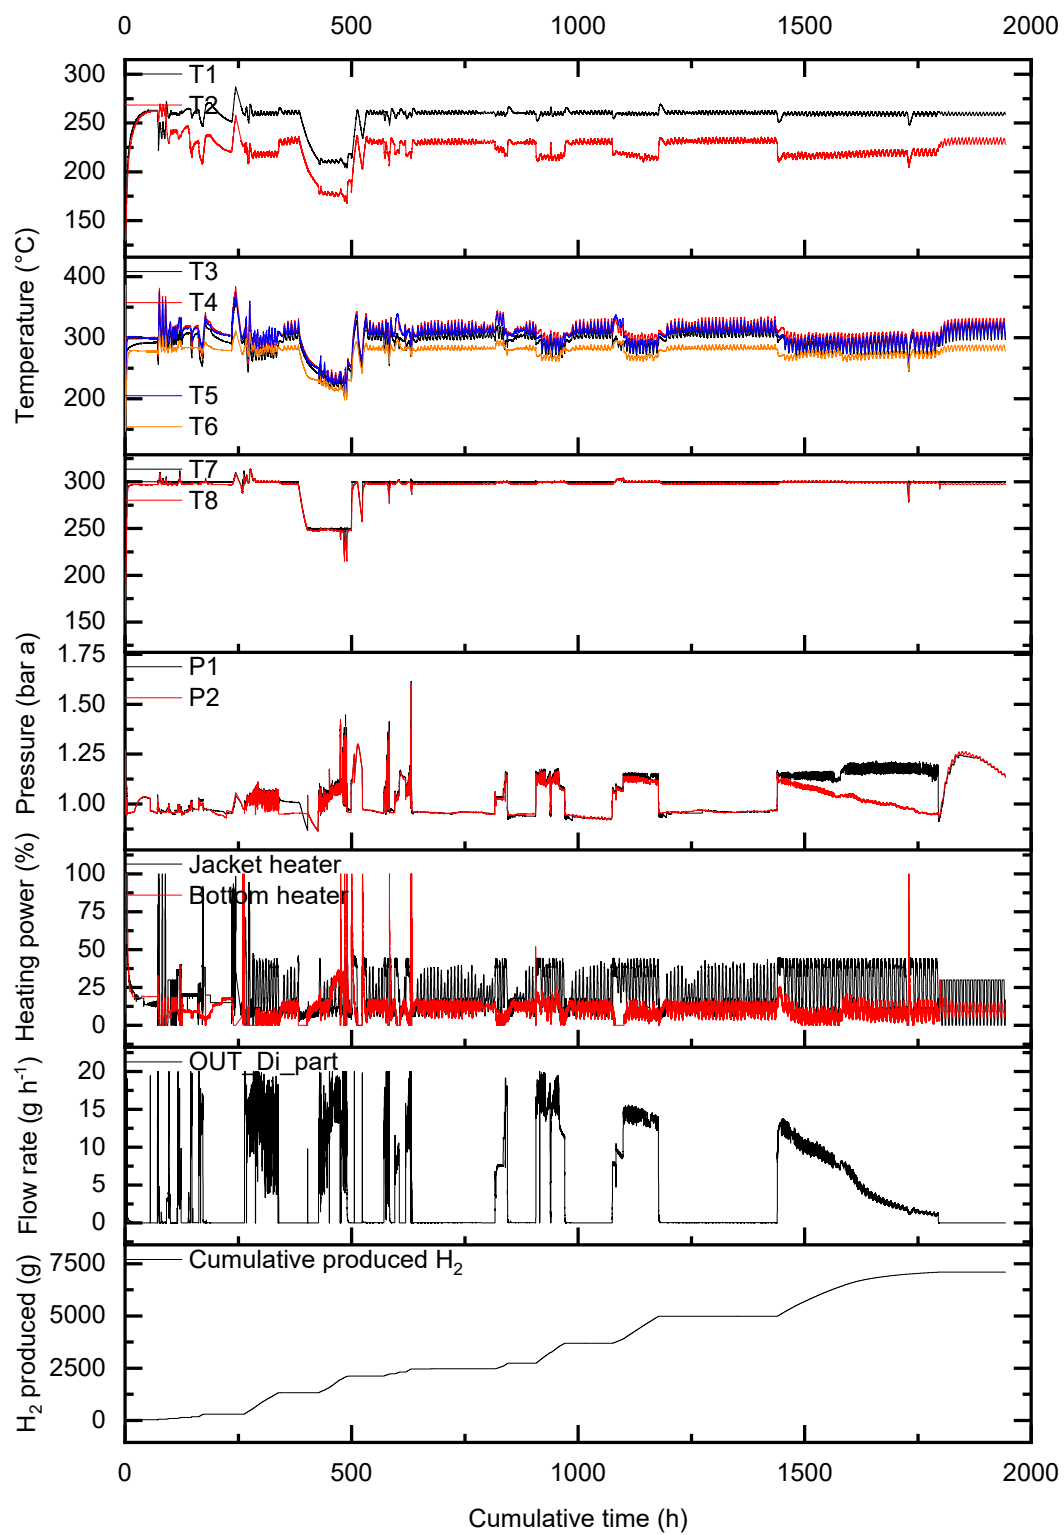 0 500 1000 1500 2000
300 T1
T2
250
200
150
T3
400
T4
300
T5
200
T6
Temperature (°C)
T7
300
T8
250
200
150
1.75
P1
P2
1.50
1.25
1.00
Pressure (bar a)
Jacket heater
100
Bottom heater
75
50
25
0
Heating power (%)
OUT_Di_part
20
15
10
5
0
Flow rate (g h⁻¹)
Cumulative produced H₂
7500
5000
2500
0
H₂ produced (g)
0 500 1000 1500 2000
Cumulative time (h)